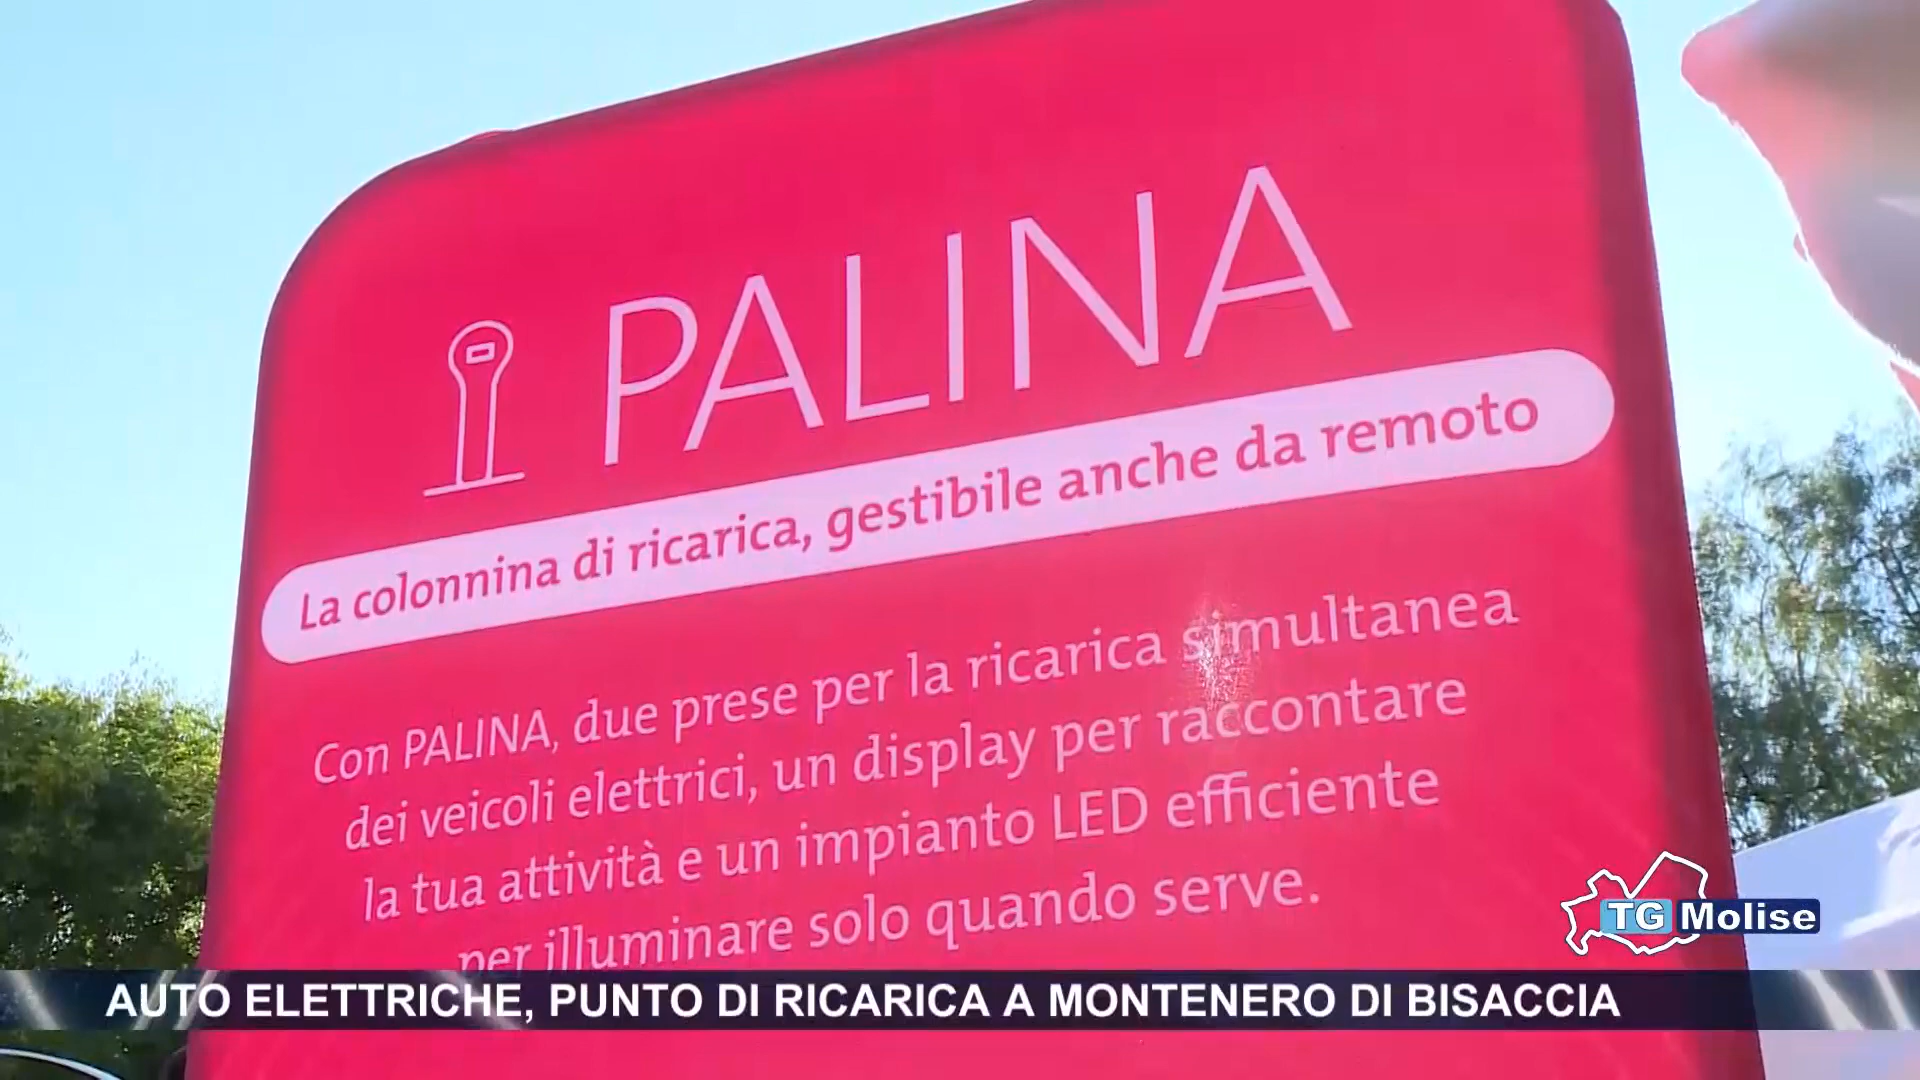 PALINA
La colonnina di ricarica, gestibile anche da remoto
Con PALINA, due prese per la ricarica simultanea
dei veicoli elettrici, un display per raccontare
la tua attività e un impianto LED efficiente
per illuminare solo quando serve.
TG Molise
AUTO ELETTRICHE, PUNTO DI RICARICA A MONTENERO DI BISACCIA